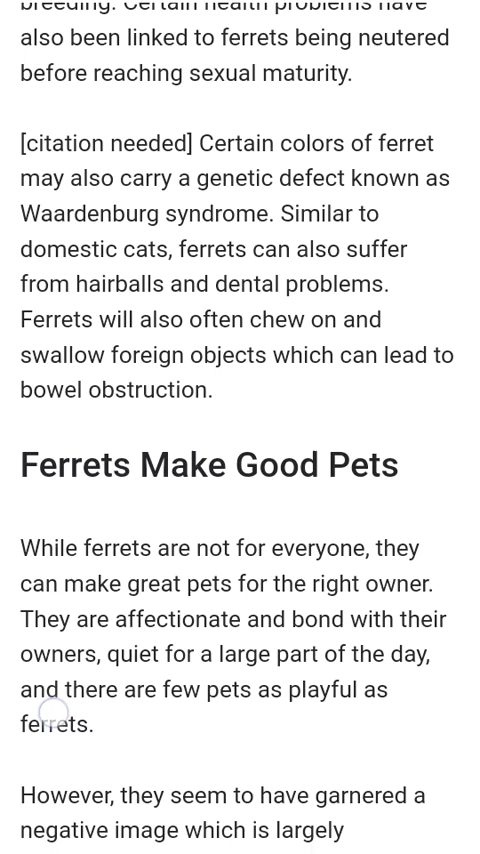 breeding. Certain health problems have
also been linked to ferrets being neutered
before reaching sexual maturity.
[citation needed] Certain colors of ferret
may also carry a genetic defect known as
Waardenburg syndrome. Similar to
domestic cats, ferrets can also suffer
from hairballs and dental problems.
Ferrets will also often chew on and
swallow foreign objects which can lead to
bowel obstruction.
Ferrets Make Good Pets
While ferrets are not for everyone, they
can make great pets for the right owner.
They are affectionate and bond with their
owners, quiet for a large part of the day,
and there are few pets as playful as
ferrets.
However, they seem to have garnered a
negative image which is largely